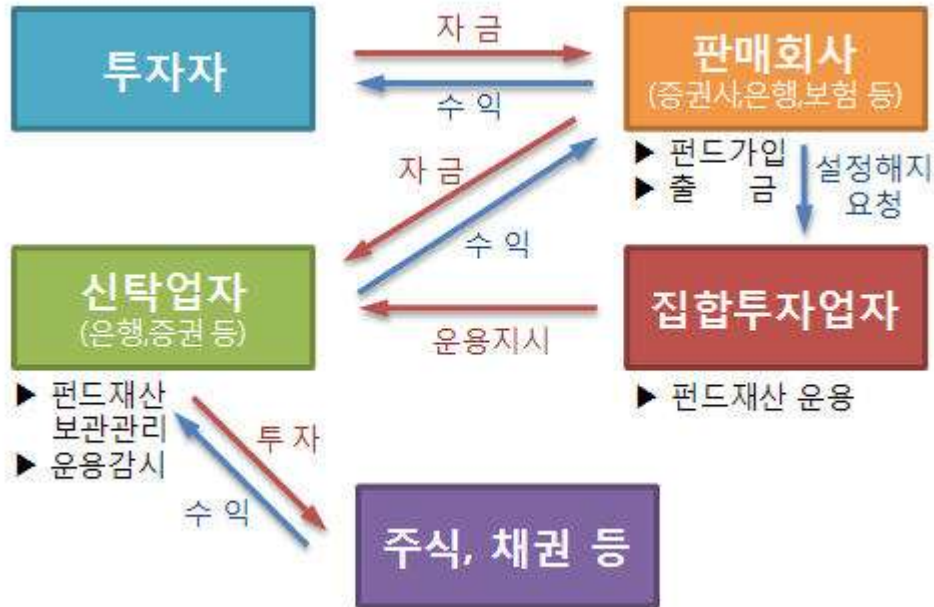 투자자
자 금
수 익
판매회사
(증권사,은행,보험 등)
▶ 펀드가입
▶ 출 금
설정해지
요청
자 금
수 익
신탁업자
(은행,증권 등)
운용지시
집합투자업자
▶ 펀드재산
보관관리
▶ 운용감시
▶ 펀드재산 운용
투 자
수 익
주식, 채권 등